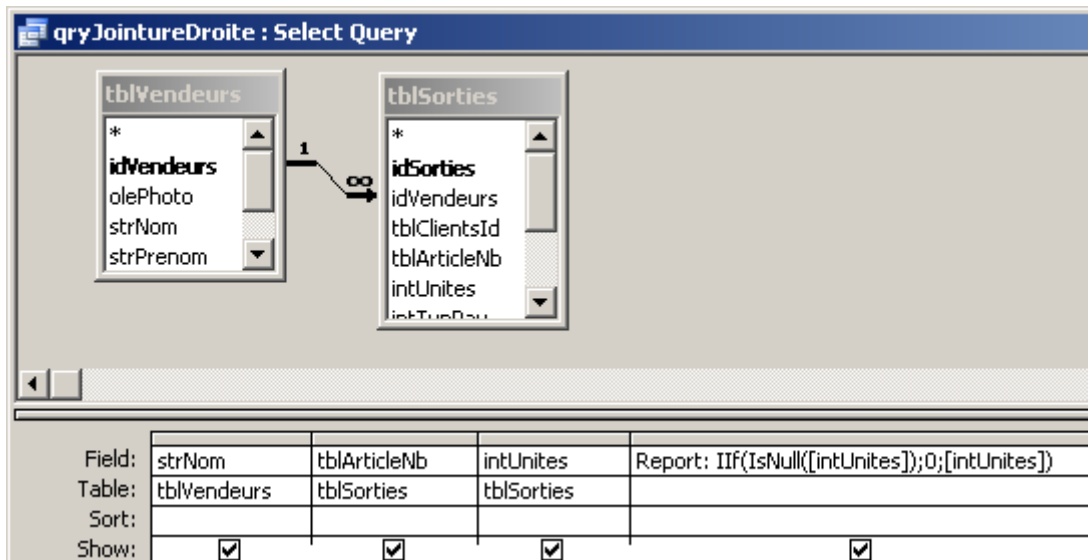 qryJointureDroite : Select Query
tblVendeurs
*
idVendeurs
olePhoto
strNom
strPrenom
1
∞
tblSorties
*
idSorties
idVendeurs
tblClientsId
tblArticleNb
intUnites
Field: strNom tblArticleNb intUnites Report: IIf(IsNull([intUnites]);0;[intUnites])
Table: tblVendeurs tblSorties tblSorties
Sort:
Show: